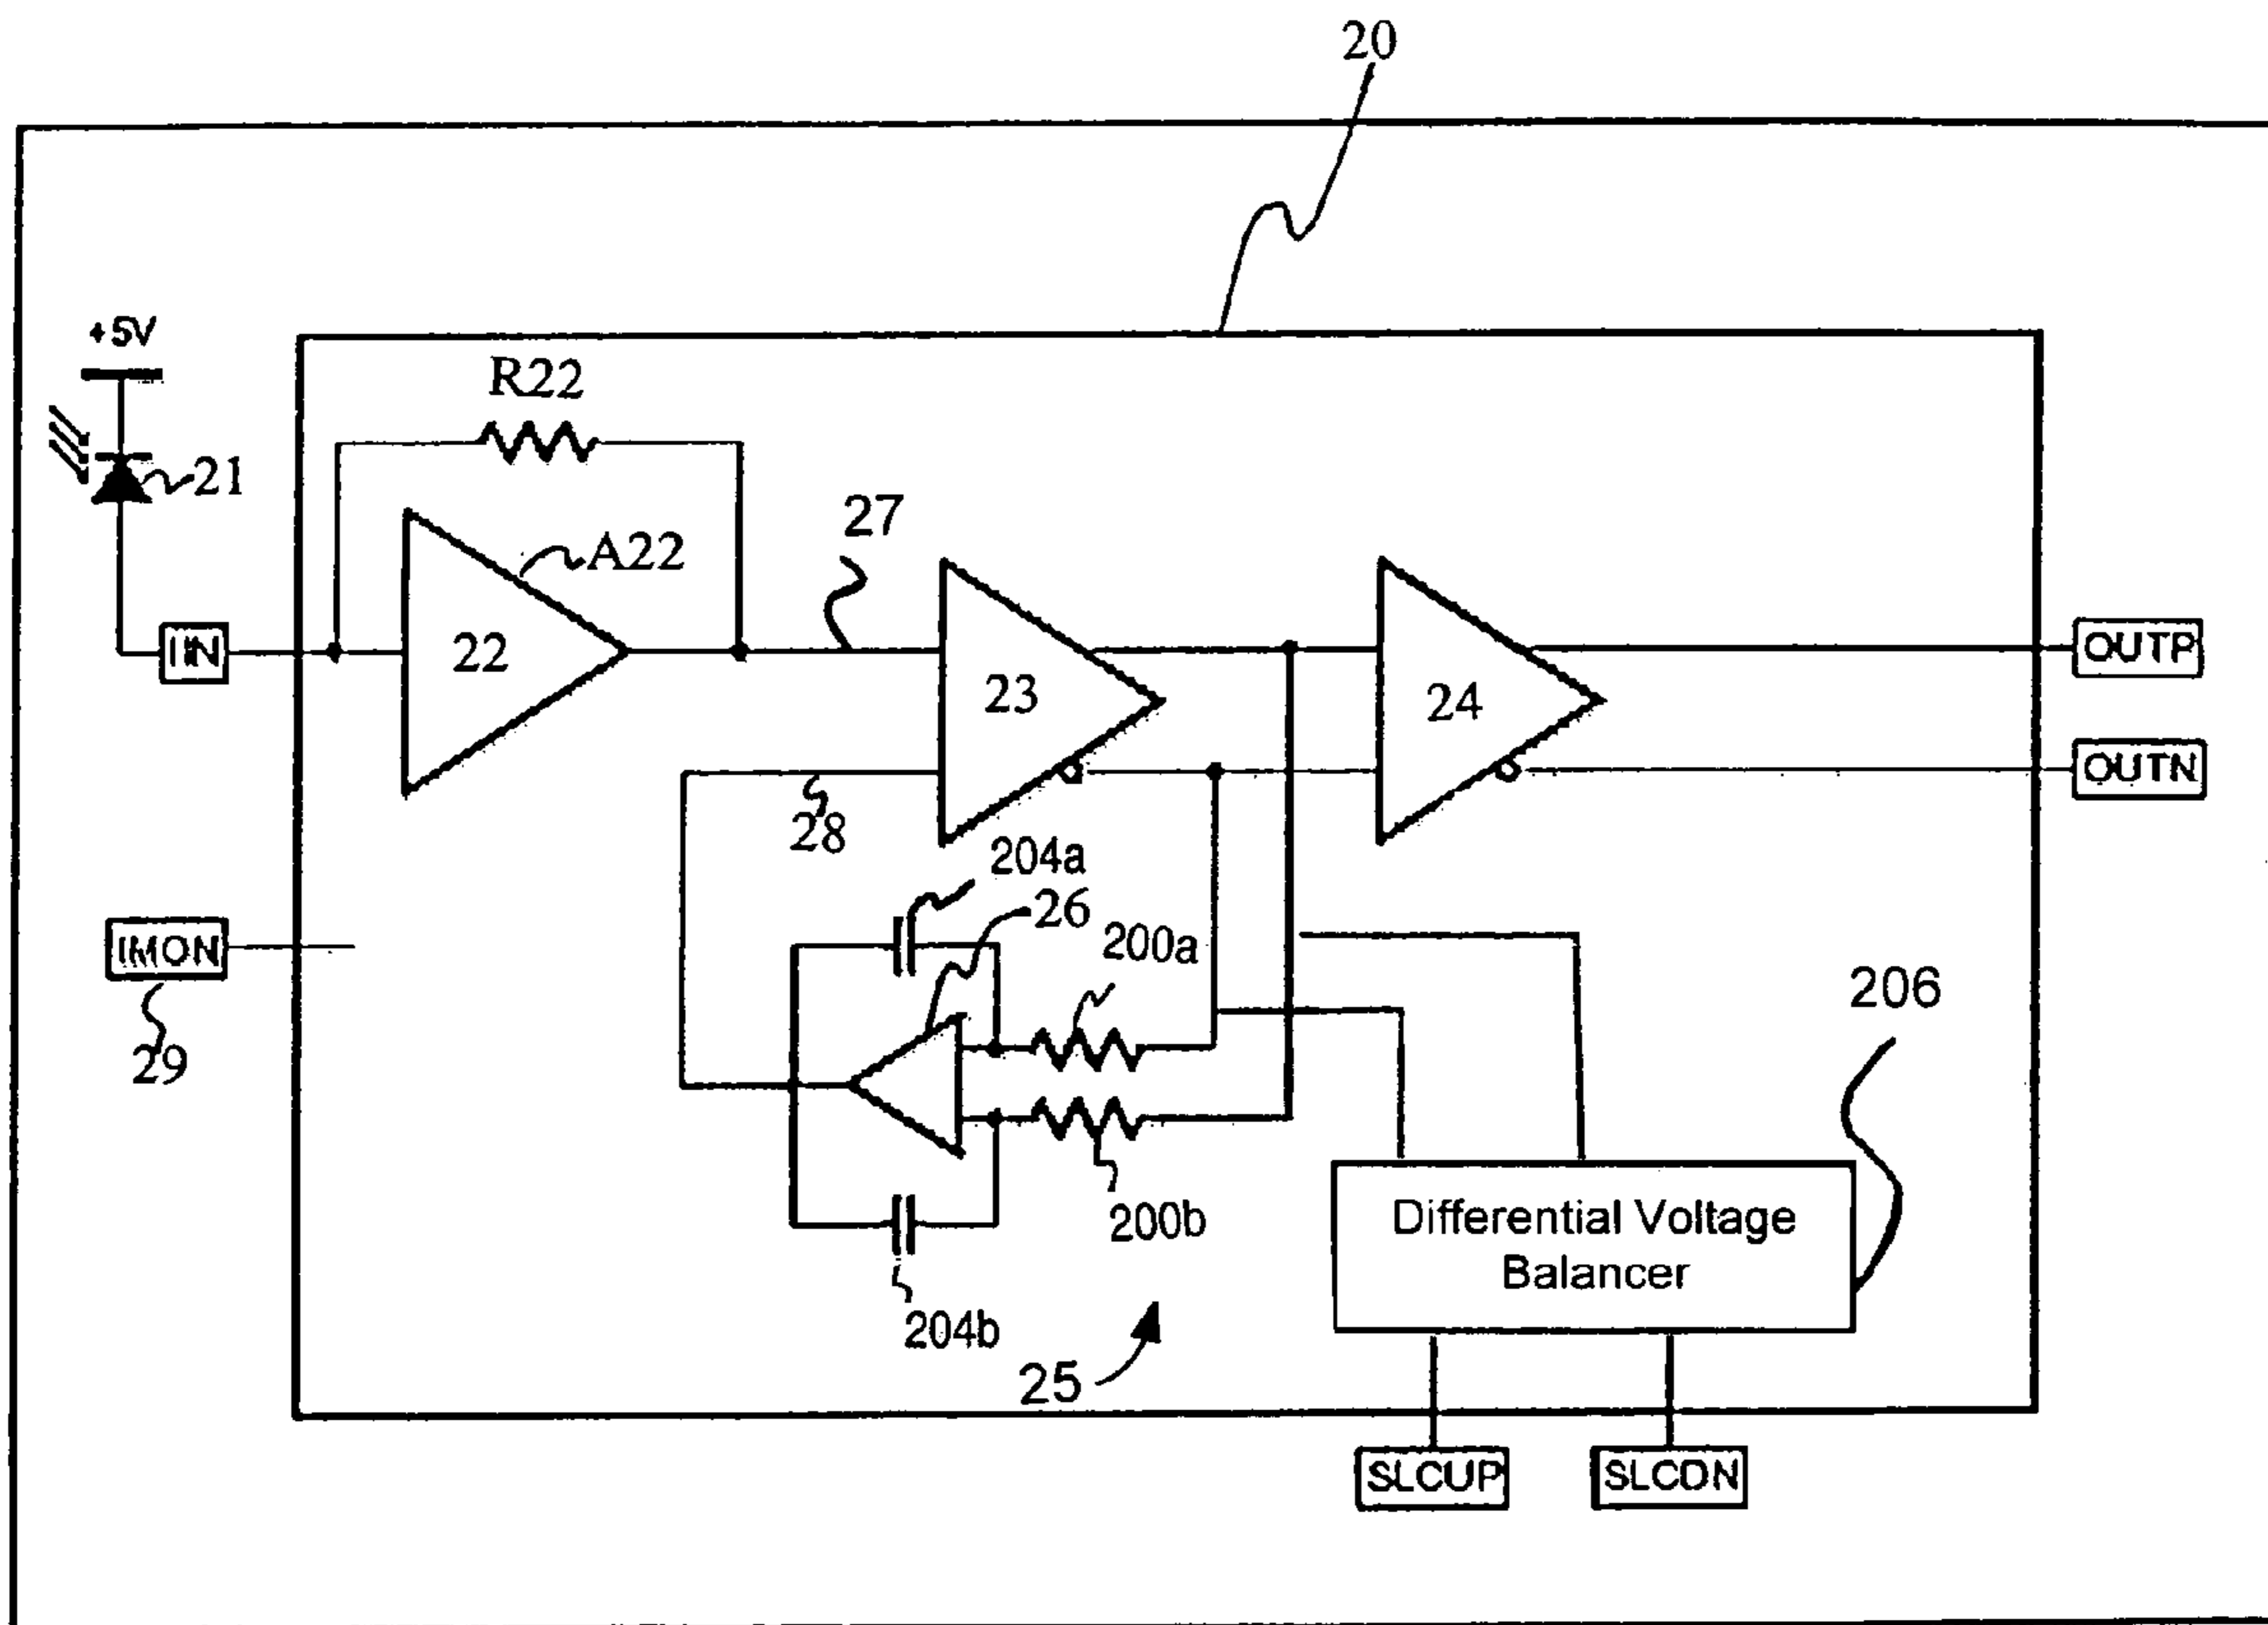 20
+5V
R22
21
A22
27
IIN
22
23
24
OUTP
OUTN
28
204a
26
200a
IMON
29
206
200b
204b
Differential Voltage
Balancer
25
SLCUP
SLCDN